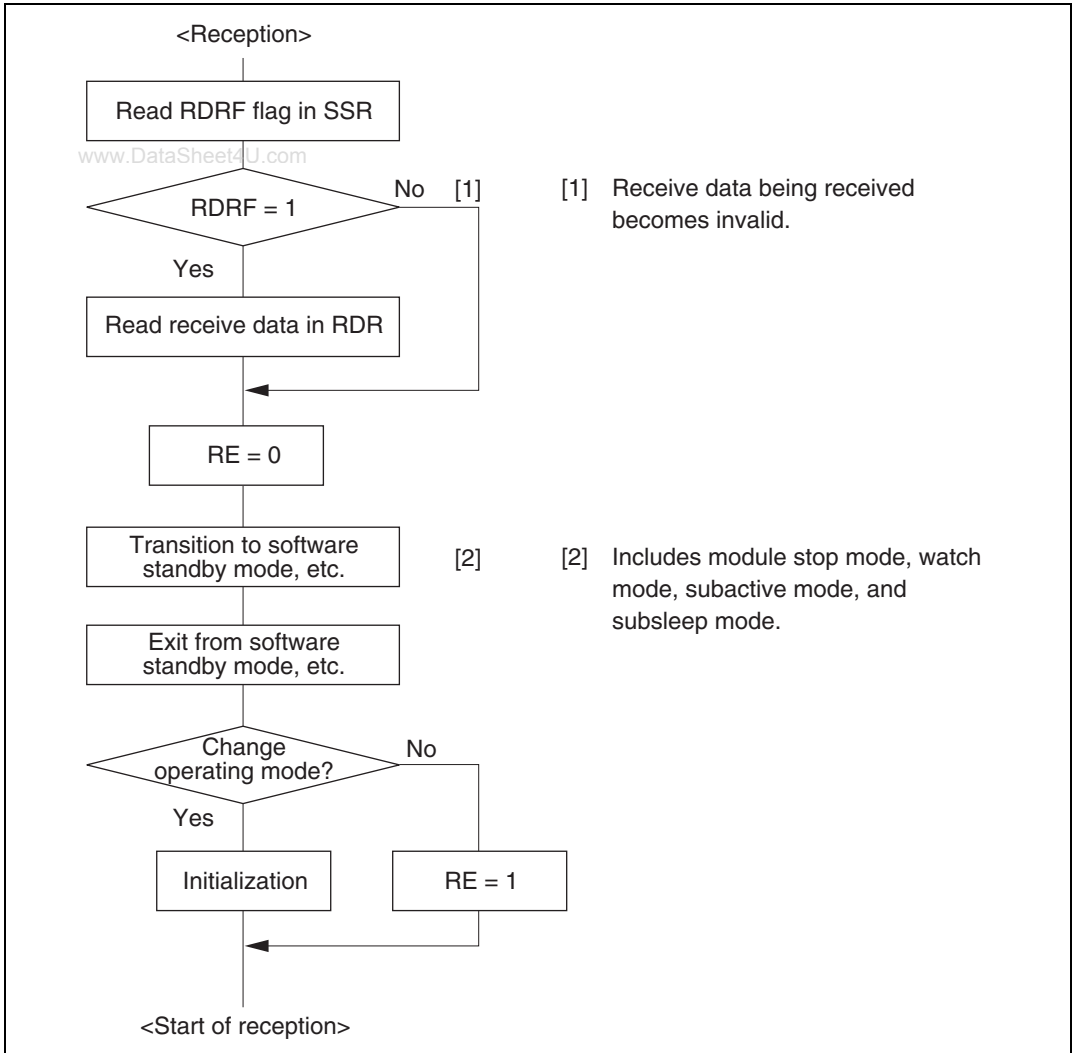 <Reception>
Read RDRF flag in SSR
www.DataSheet4U.com
RDRF = 1
No [1]
[1] Receive data being received
becomes invalid.
Yes
Read receive data in RDR
RE = 0
Transition to software
standby mode, etc.
[2]
[2] Includes module stop mode, watch
mode, subactive mode, and
subsleep mode.
Exit from software
standby mode, etc.
Change
operating mode?
No
Yes
Initialization
RE = 1
<Start of reception>